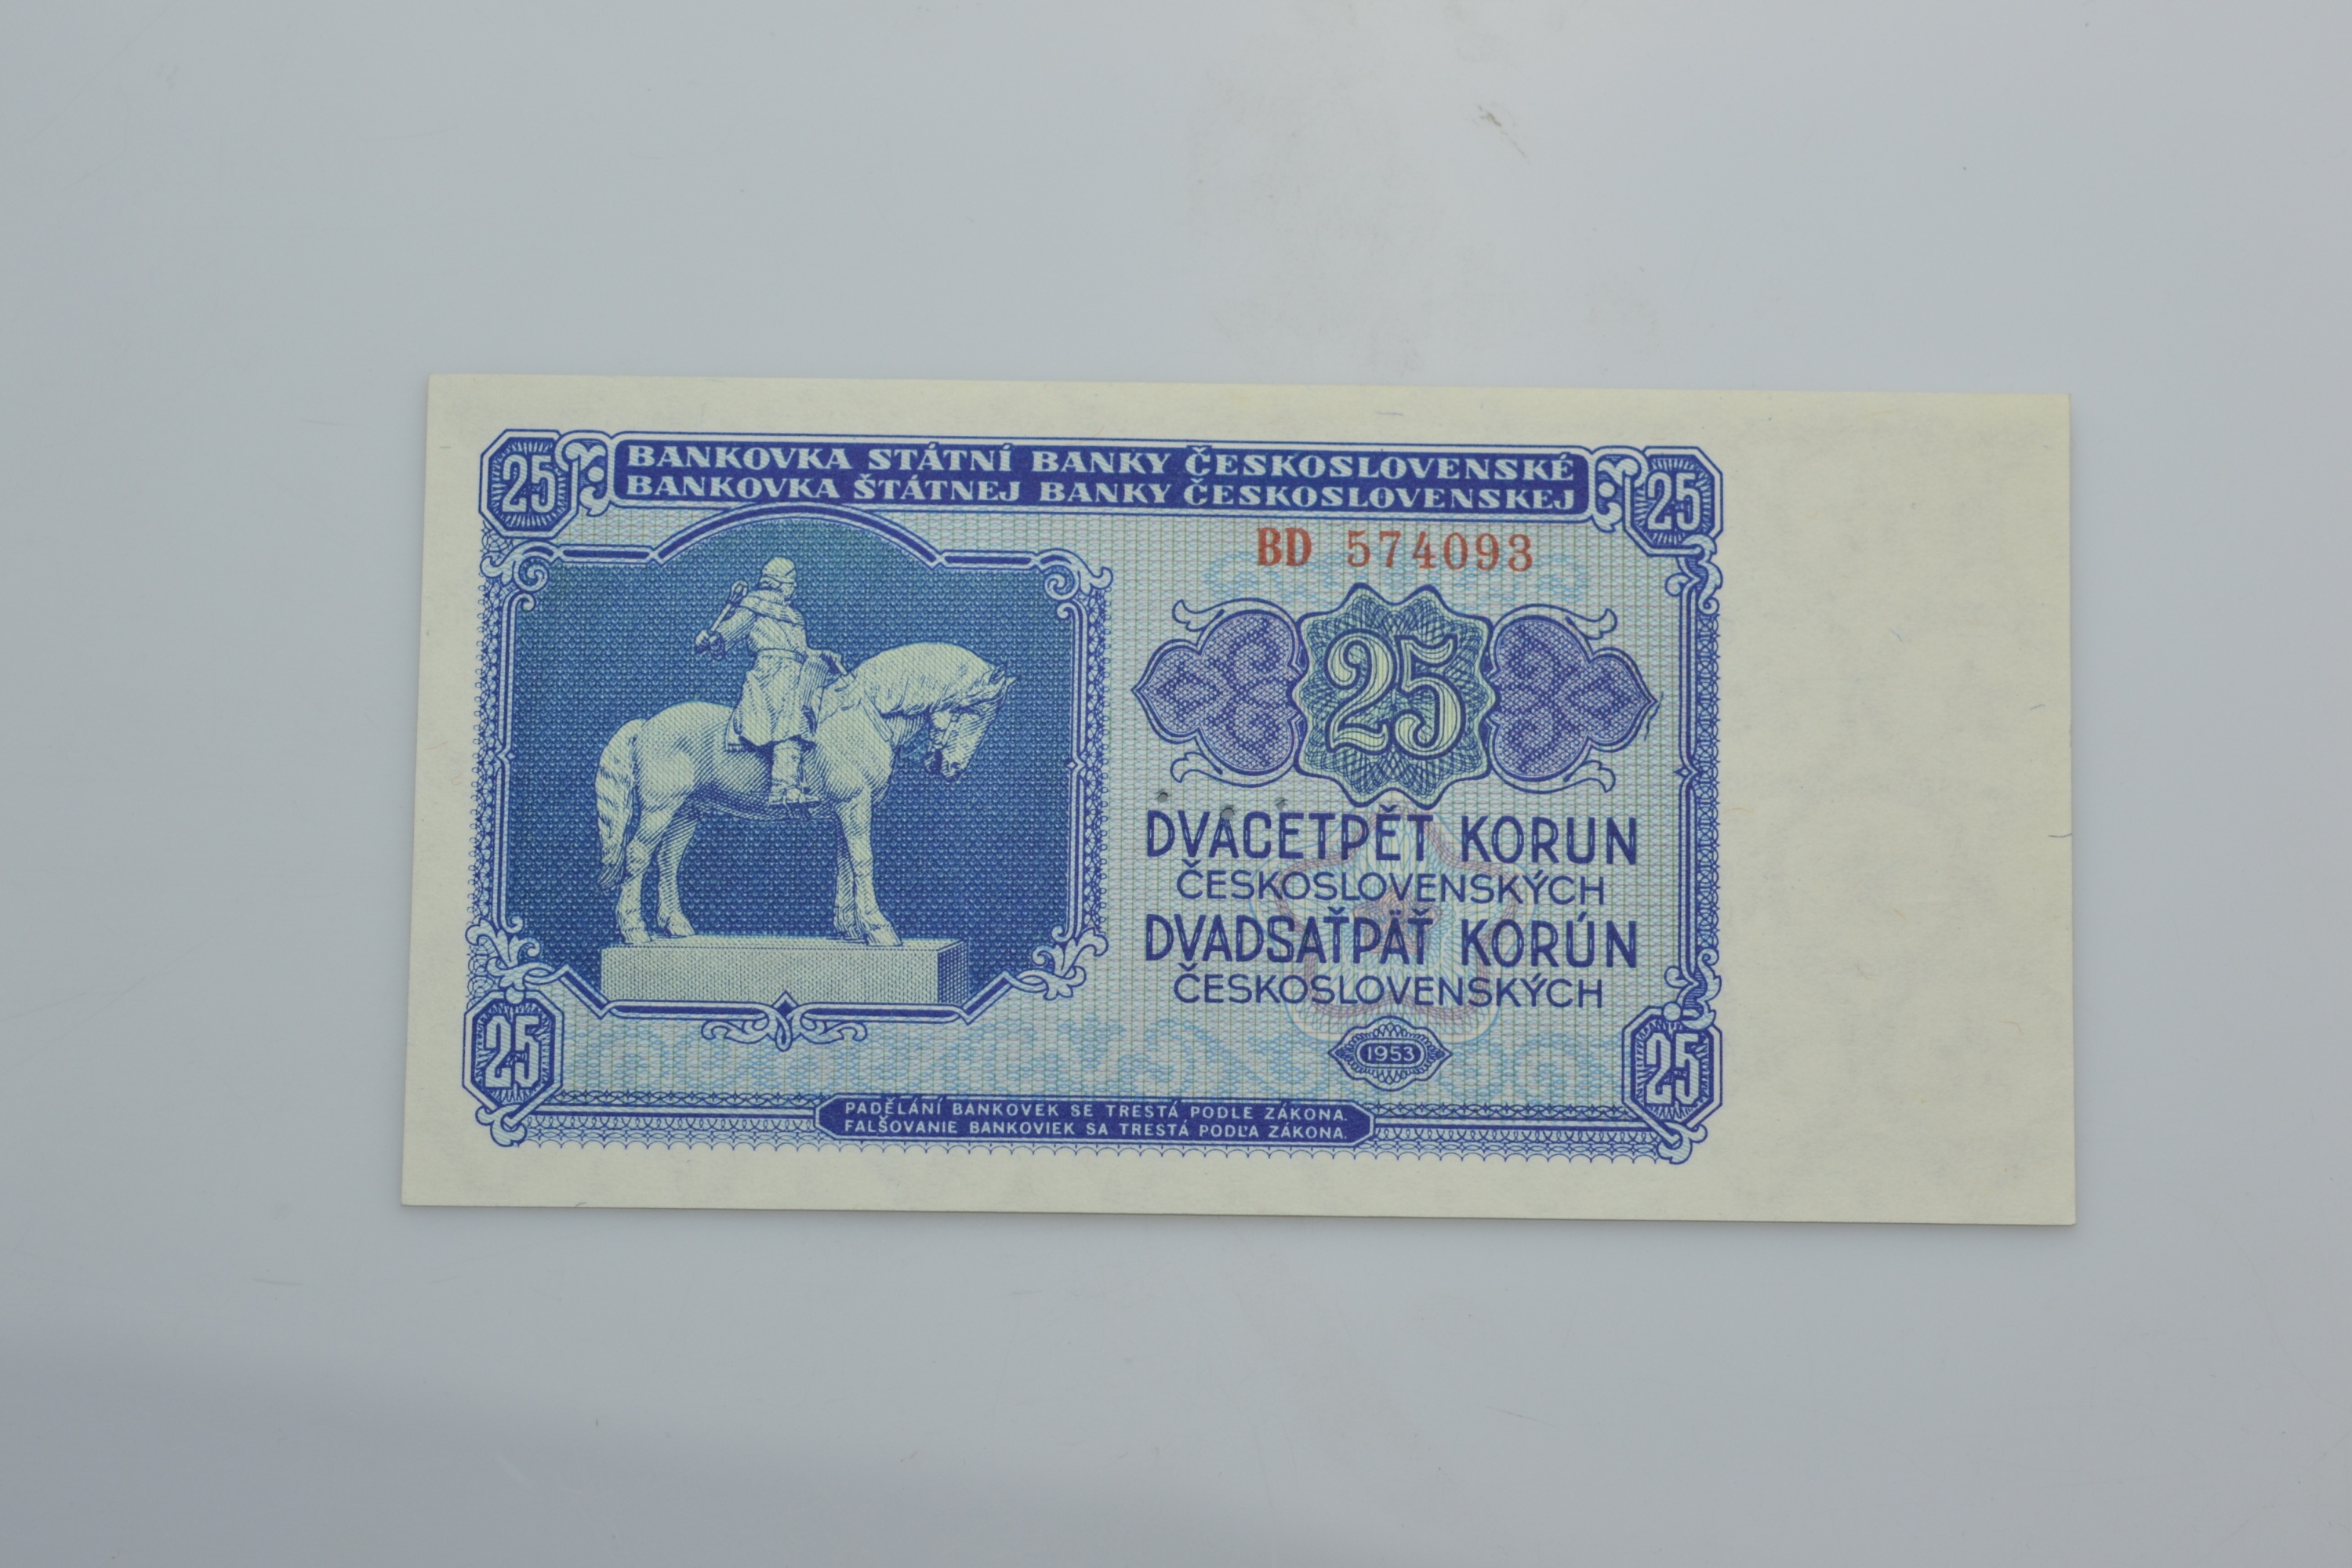 25 BANKOVKA STÁTNÍ BANKY ČESKOSLOVENSKÉ 25
BANKOVKA ŠTÁTNEJ BANKY ČESKOSLOVENSKEJ
BD 574093
25
DVACETPĚT KORUN
ČESKOSLOVENSKÝCH
DVADSAŤPÄŤ KORÚN
ČESKOSLOVENSKÝCH
1953
25 25
PADĚLÁNÍ BANKOVEK SE TRESTÁ PODLE ZÁKONA.
FALŠOVANIE BANKOVIEK SA TRESTÁ PODĽA ZÁKONA.